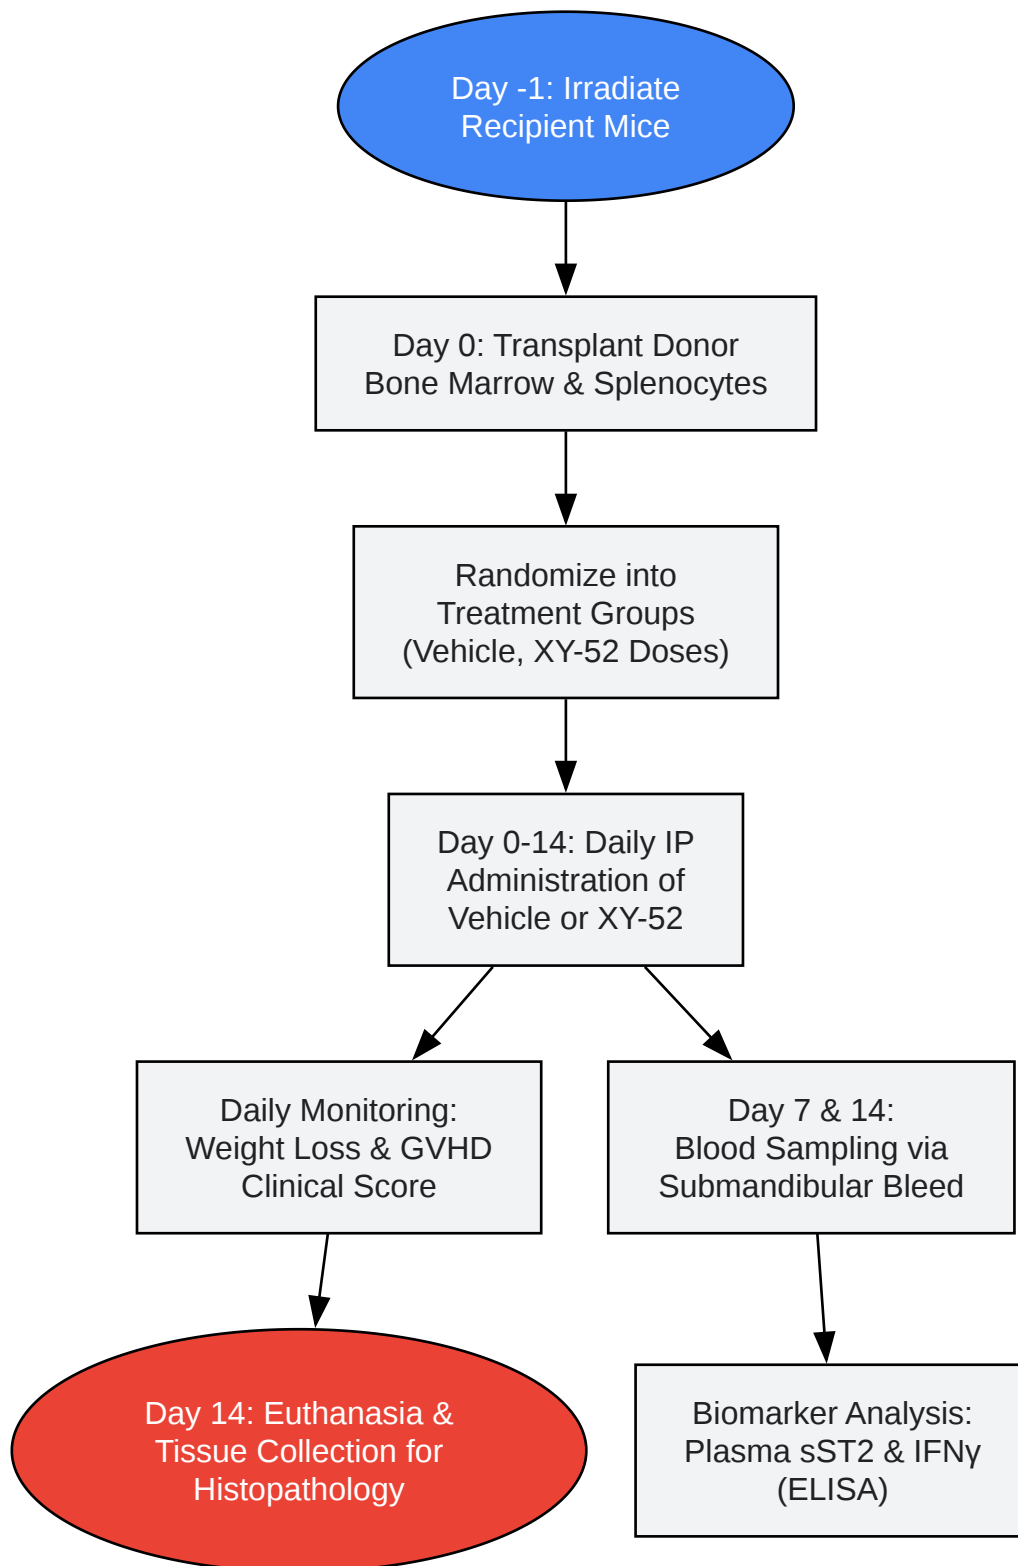 Day -1: Irradiate
Recipient Mice
Day 0: Transplant Donor
Bone Marrow & Splenocytes
Randomize into
Treatment Groups
(Vehicle, XY-52 Doses)
Day 0-14: Daily IP
Administration of
Vehicle or XY-52
Daily Monitoring:
Weight Loss & GVHD
Clinical Score
Day 7 & 14:
Blood Sampling via
Submandibular Bleed
Day 14: Euthanasia &
Tissue Collection for
Histopathology
Biomarker Analysis:
Plasma sST2 & IFNγ
(ELISA)